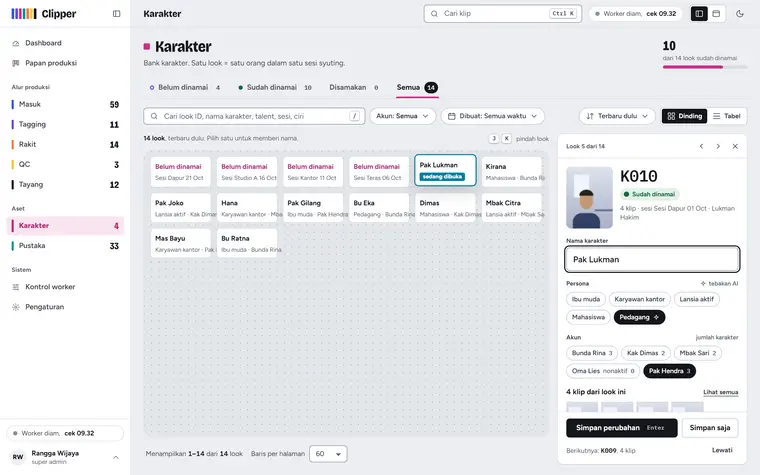 Clipper
Dashboard
Papan produksi
Alur produksi
Masuk 59
Tagging 11
Rakit 14
QC 3
Tayang 12
Aset
Karakter 4
Pustaka 33
Sistem
Kontrol worker
Pengaturan
Worker diam, cek 09.32
RW Rangga Wijaya
super admin
Karakter
Cari klip Ctrl K
Worker diam, cek 09.32
Karakter
Bank karakter. Satu look = satu orang dalam satu sesi syuting.
10
dari 14 look sudah dinamai
Belum dinamai 4 Sudah dinamai 10 Disamakan 0 Semua 14
Cari look ID, nama karakter, talent, sesi, ciri /
Akun: Semua Dibuat: Semua waktu Terbaru dulu Dinding Tabel
14 look, terbaru dulu. Pilih satu untuk memberi nama. J K pindah look
Belum dinamai
Sesi Dapur 21 Oct
Belum dinamai
Sesi Studio A 16 Oct
Belum dinamai
Sesi Kantor 11 Oct
Belum dinamai
Sesi Teras 06 Oct
Pak Lukman
sedang dibuka
Kirana
Mahasiswa · Bunda Ri
Pak Joko
Lansia aktif · Kak Dimas
Hana
Karyawan kantor · Mb
Pak Gilang
Ibu muda · Pak Hendra
Bu Eka
Pedagang · Bunda Rina
Dimas
Mahasiswa · Kak Dimas
Mbak Citra
Lansia aktif · Mbak Sa
Mas Bayu
Karyawan kantor · Pak
Bu Ratna
Ibu muda · Bunda Rina
Menampilkan 1–14 dari 14 look Baris per halaman 60
Look 5 dari 14
K010
Sudah dinamai
4 klip · sesi Sesi Dapur 01 Oct · Lukman
Hakim
Nama karakter
Pak Lukman
Persona tebakan AI
Ibu muda Karyawan kantor Lansia aktif
Mahasiswa Pedagang
Akun jumlah karakter
Bunda Rina 3 Kak Dimas 2 Mbak Sari 2
Oma Lies nonaktif 0 Pak Hendra 3
4 klip dari look ini Lihat semua
Simpan perubahan Enter Simpan saja
Berikutnya: K009, 4 klip Lewati